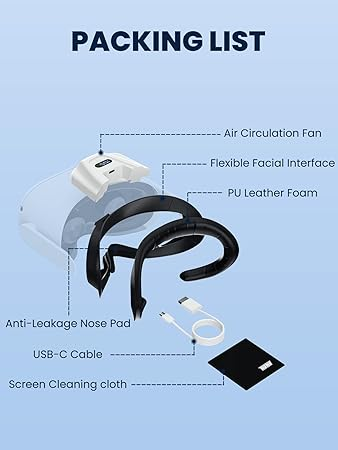 PACKING LIST
Air Circulation Fan
Flexible Facial Interface
PU Leather Foam
Anti-Leakage Nose Pad
USB-C Cable
Screen Cleaning cloth